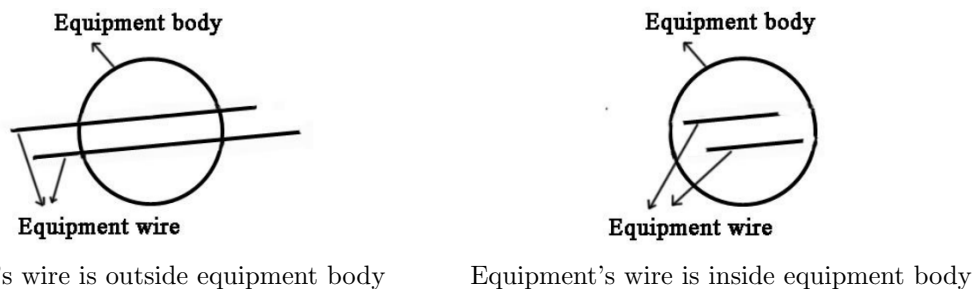 Equipment body
Equipment body
Equipment wire
Equipment wire
's wire is outside equipment body
Equipment's wire is inside equipment body